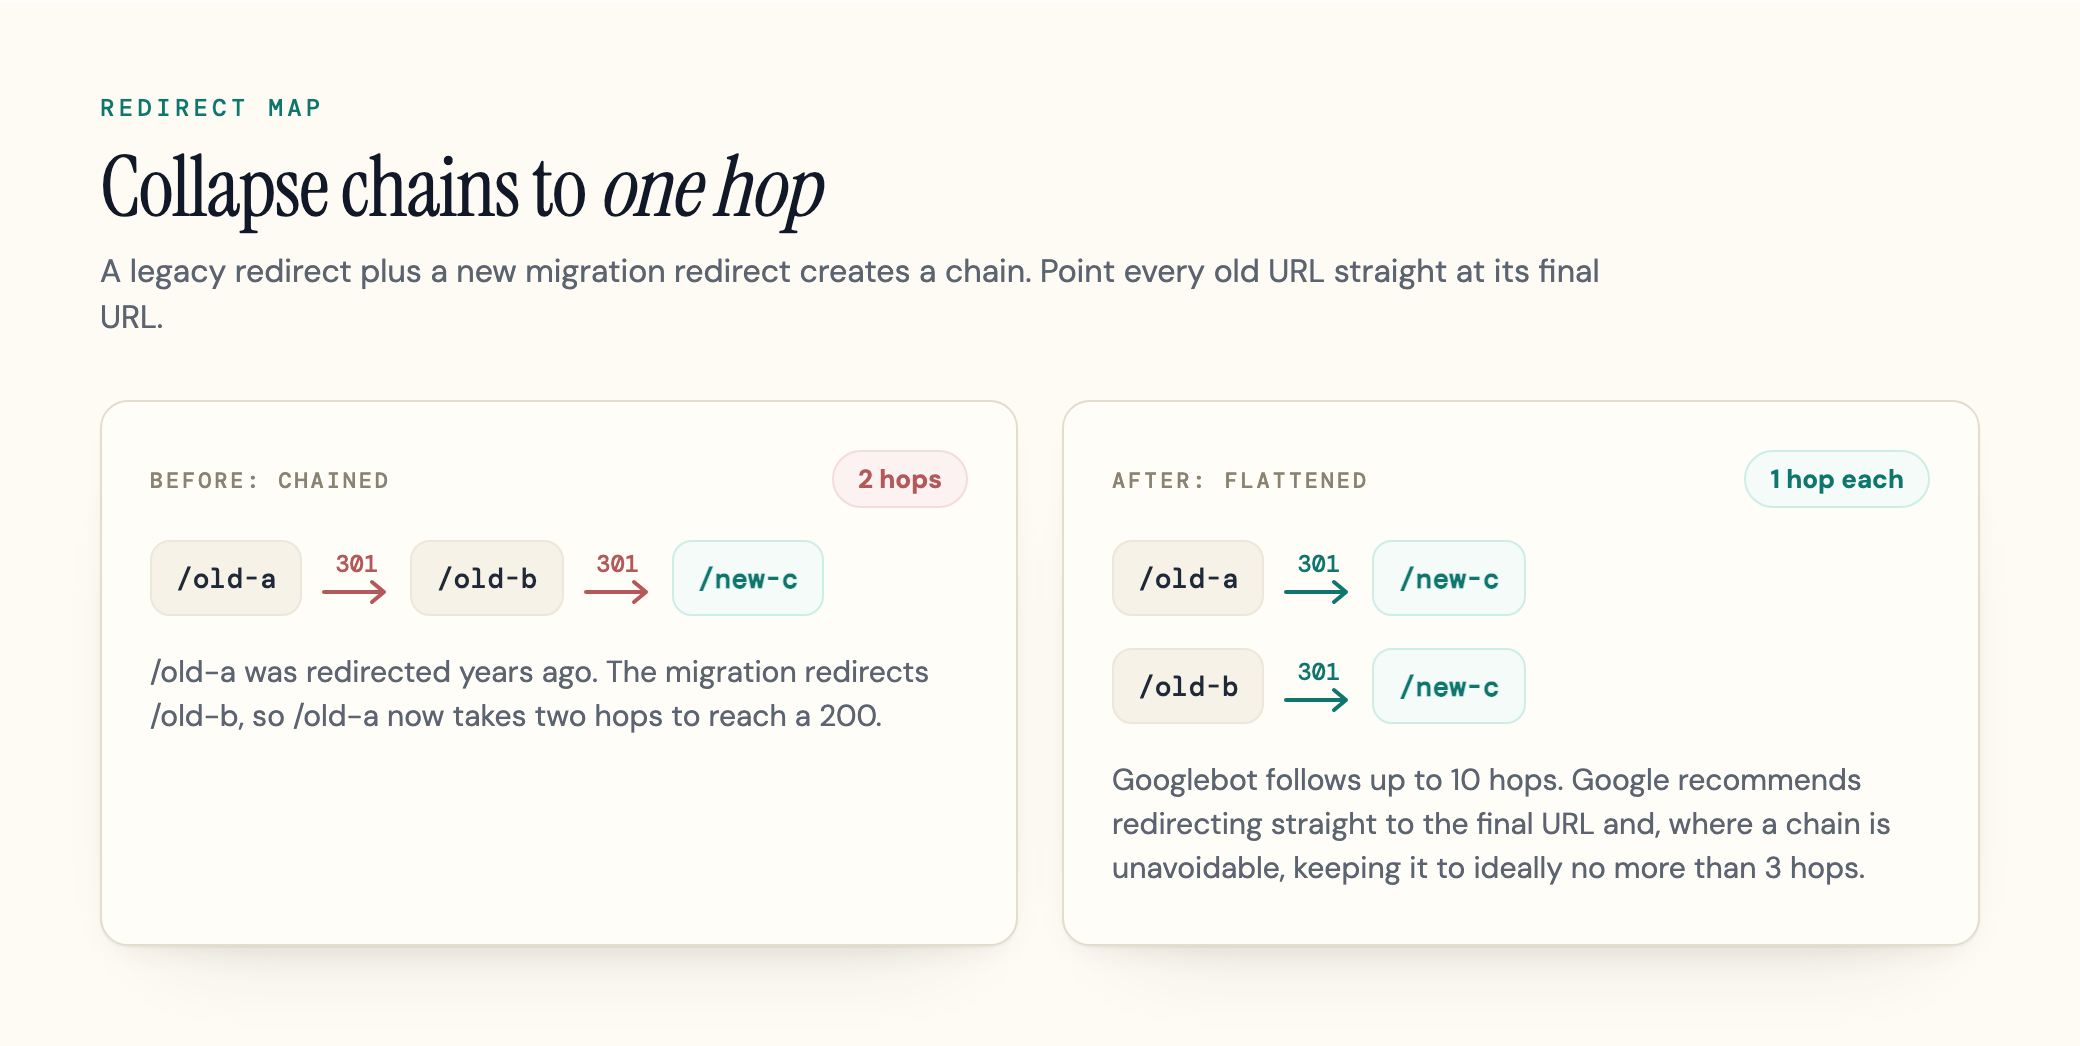 REDIRECT MAP
Collapse chains to one hop
A legacy redirect plus a new migration redirect creates a chain. Point every old URL straight at its final
URL.
BEFORE: CHAINED
2 hops
/old-a
301
/old-b
301
/new-c
/old-a was redirected years ago. The migration redirects
/old-b, so /old-a now takes two hops to reach a 200.
AFTER: FLATTENED
1 hop each
/old-a
301
/new-c
/old-b
301
/new-c
Googlebot follows up to 10 hops. Google recommends
redirecting straight to the final URL and, where a chain is
unavoidable, keeping it to ideally no more than 3 hops.